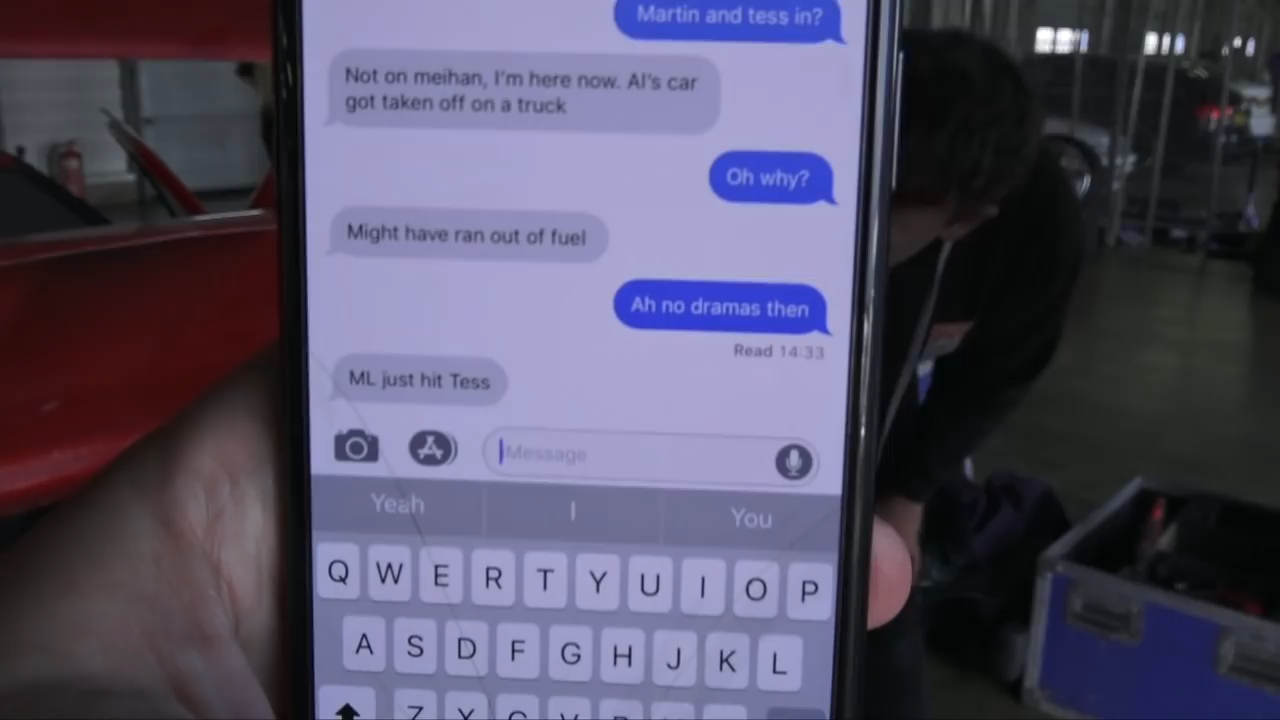 Martin and tess in?
Not on meihan, I'm here now. Al's car
got taken off on a truck
Oh why?
Might have ran out of fuel
Ah no dramas then
Read 14:33
ML just hit Tess
Message
Yeah I You
Q W E R T Y U I O P
A S D F G H J K L
Z X C V B